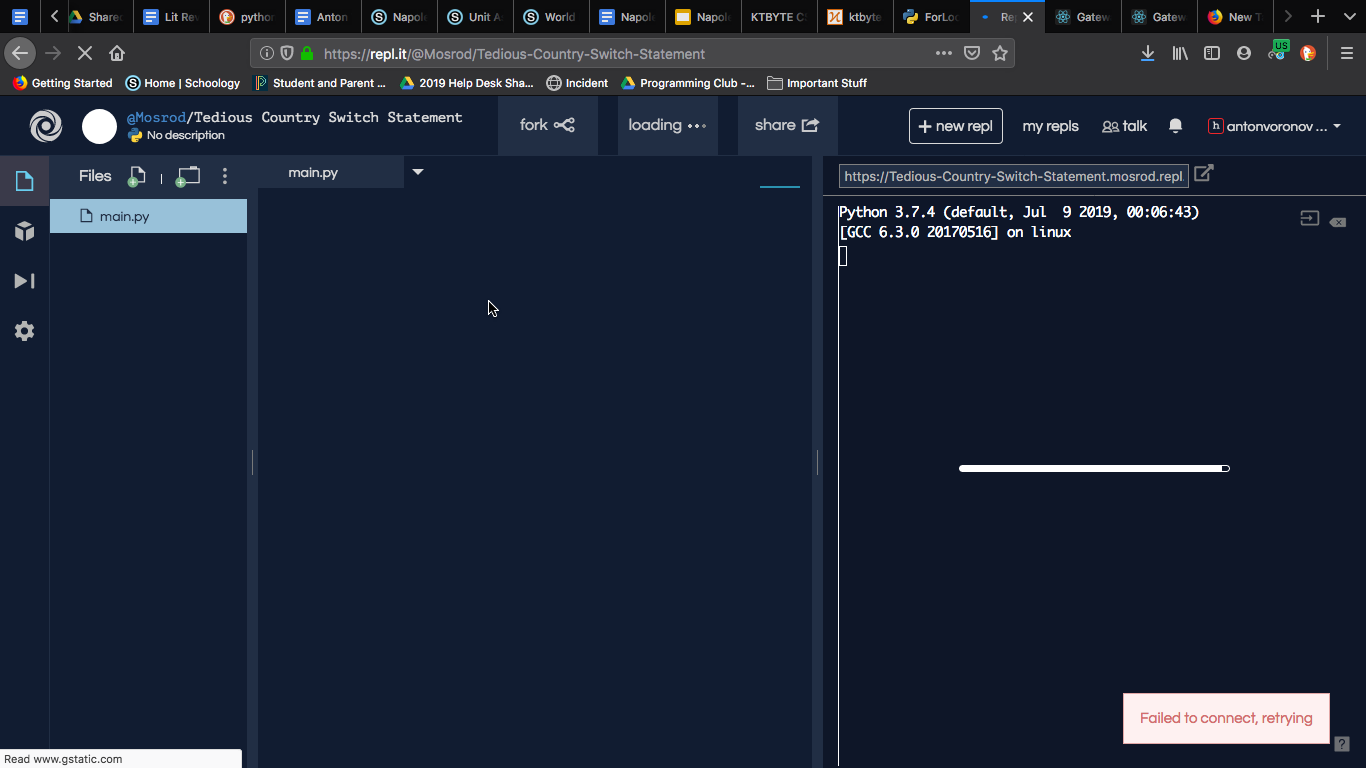 Shared
Lit Rev
python
Anton
Napole
Unit A
World
Napole
Napole
KTBYTE C
ktbyte
ForLoo
Re
Gatew
Gatew
New T
https://repl.it/@Mosrod/Tedious-Country-Switch-Statement
US
Getting Started
Home | Schoology
Student and Parent ...
2019 Help Desk Sha...
Incident
Programming Club -...
Important Stuff
@Mosrod/Tedious Country Switch Statement
No description
fork
loading
share
+ new repl
my repls
talk
h antonvoronov ...
Files
main.py
main.py
https://Tedious-Country-Switch-Statement.mosrod.repl.
Python 3.7.4 (default, Jul 9 2019, 00:06:43)
[GCC 6.3.0 20170516] on linux
Failed to connect, retrying
?
Read www.gstatic.com